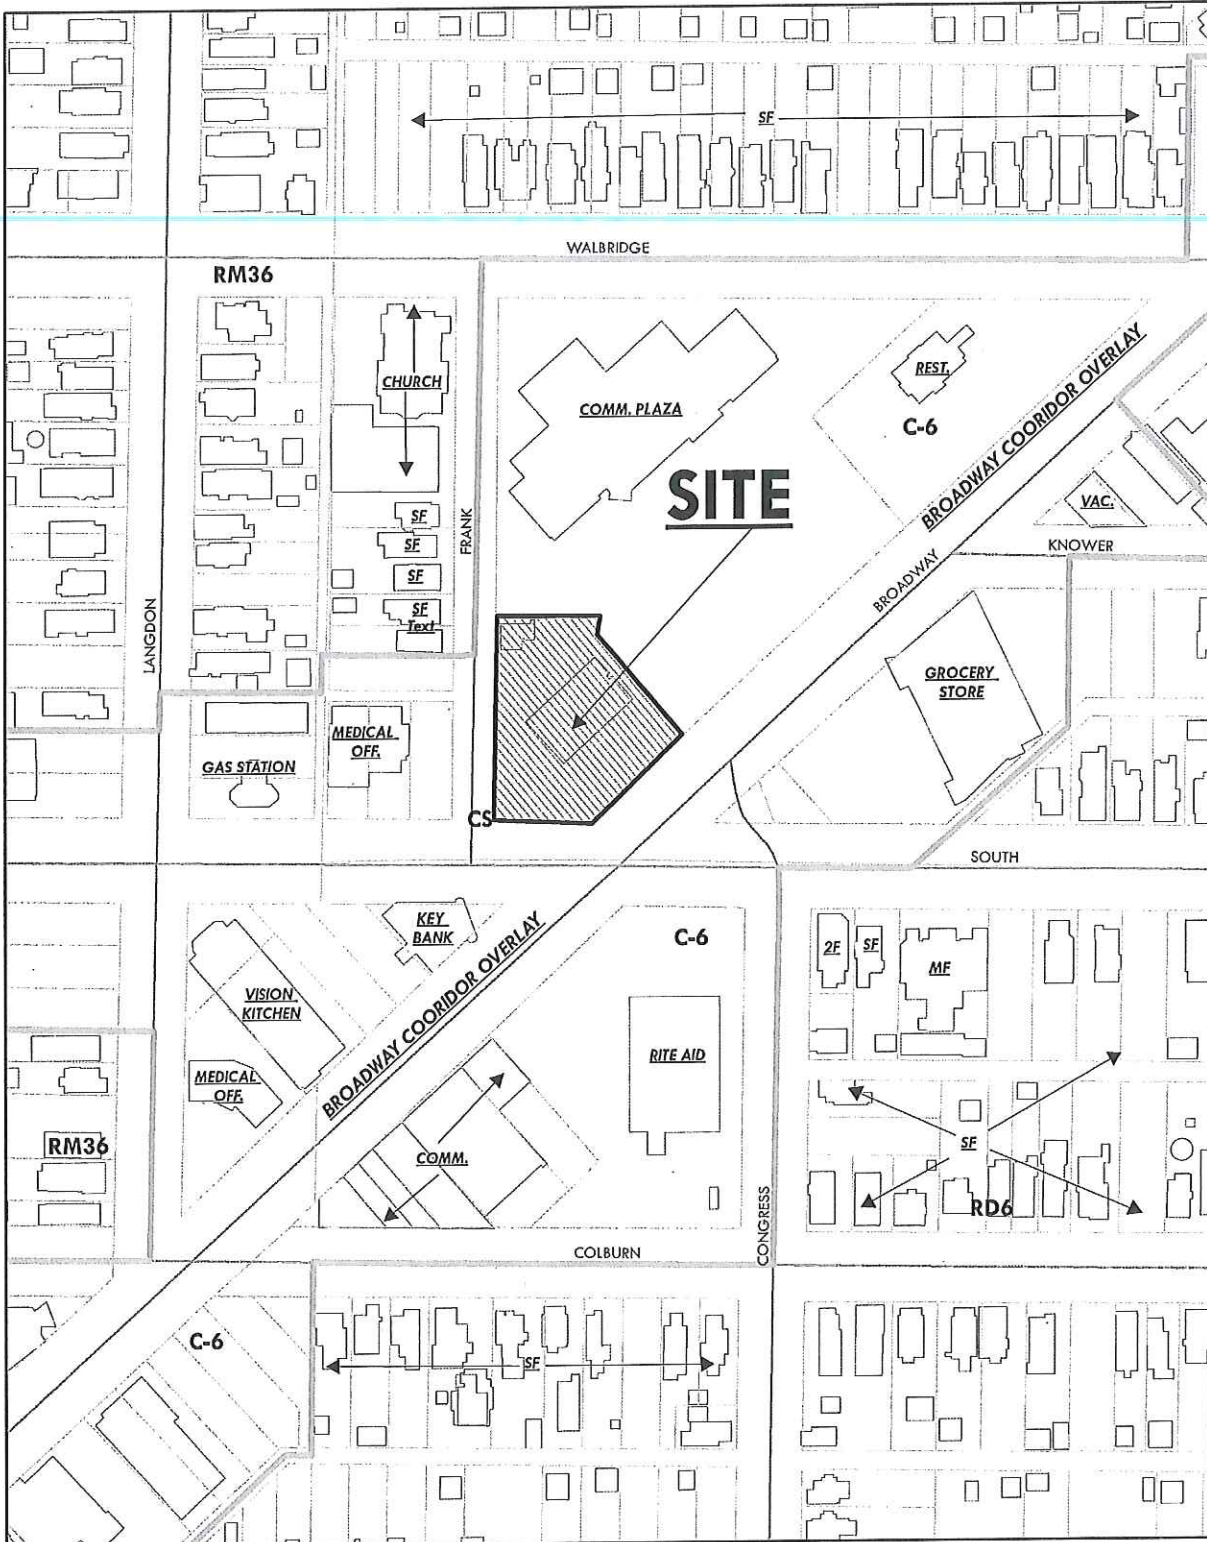 SF
WALBRIDGE
RM36
CHURCH
COMM. PLAZA
REST.
C-6
BROADWAY COORIDOR OVERLAY
SITE
VAC.
KNOWER
FRANK
SF
SF
SF
SF
Text
BROADWAY
LANGDON
GROCERY
STORE
MEDICAL
OFF.
GAS STATION
CS
SOUTH
KEY
BANK
C-6
2F
SF
MF
VISION
KITCHEN
BROADWAY COORIDOR OVERLAY
RITE AID
MEDICAL
OFF.
RM36
COMM.
SF
RD6
CONGRESS
COLBURN
C-6
SF